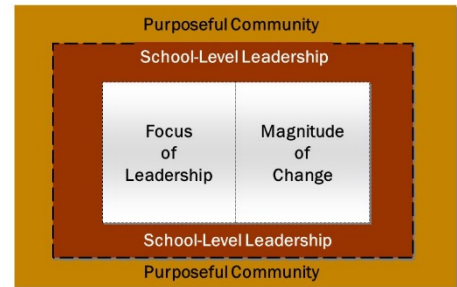 Purposeful Community
School-Level Leadership
Focus
of
Leadership
Magnitude
of
Change
School-Level Leadership
Purposeful Community